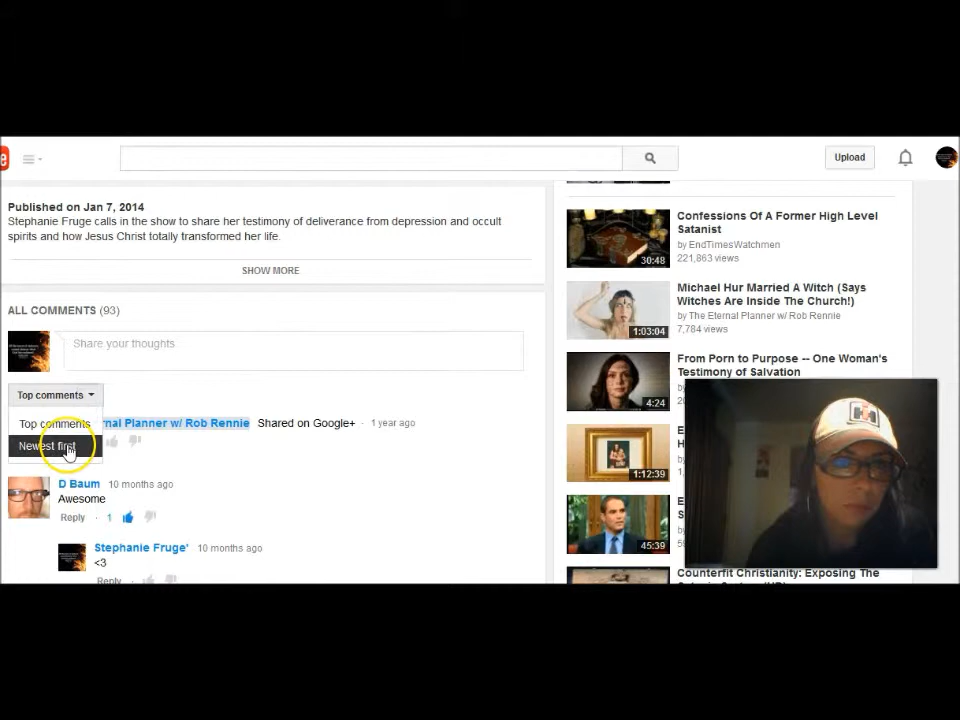 e
Upload
Published on Jan 7, 2014
Stephanie Fruge calls in the show to share her testimony of deliverance from depression and occult
spirits and how Jesus Christ totally transformed her life.
SHOW MORE
ALL COMMENTS (93)
Share your thoughts
Top comments
Top comments
Newest first
rnal Planner w/ Rob Rennie Shared on Google+ · 1 year ago
D Baum 10 months ago
Awesome
Reply · 1
Stephanie Fruge' 10 months ago
<3
Reply
30:48
Confessions Of A Former High Level
Satanist
by EndTimesWatchmen
221,863 views
1:03:04
Michael Hur Married A Witch (Says
Witches Are Inside The Church!)
by The Eternal Planner w/ Rob Rennie
7,784 views
4:24
From Porn to Purpose -- One Woman's
Testimony of Salvation
1:12:39
E
H
1,
45:39
E
S
Counterfit Christianity: Exposing The
IH